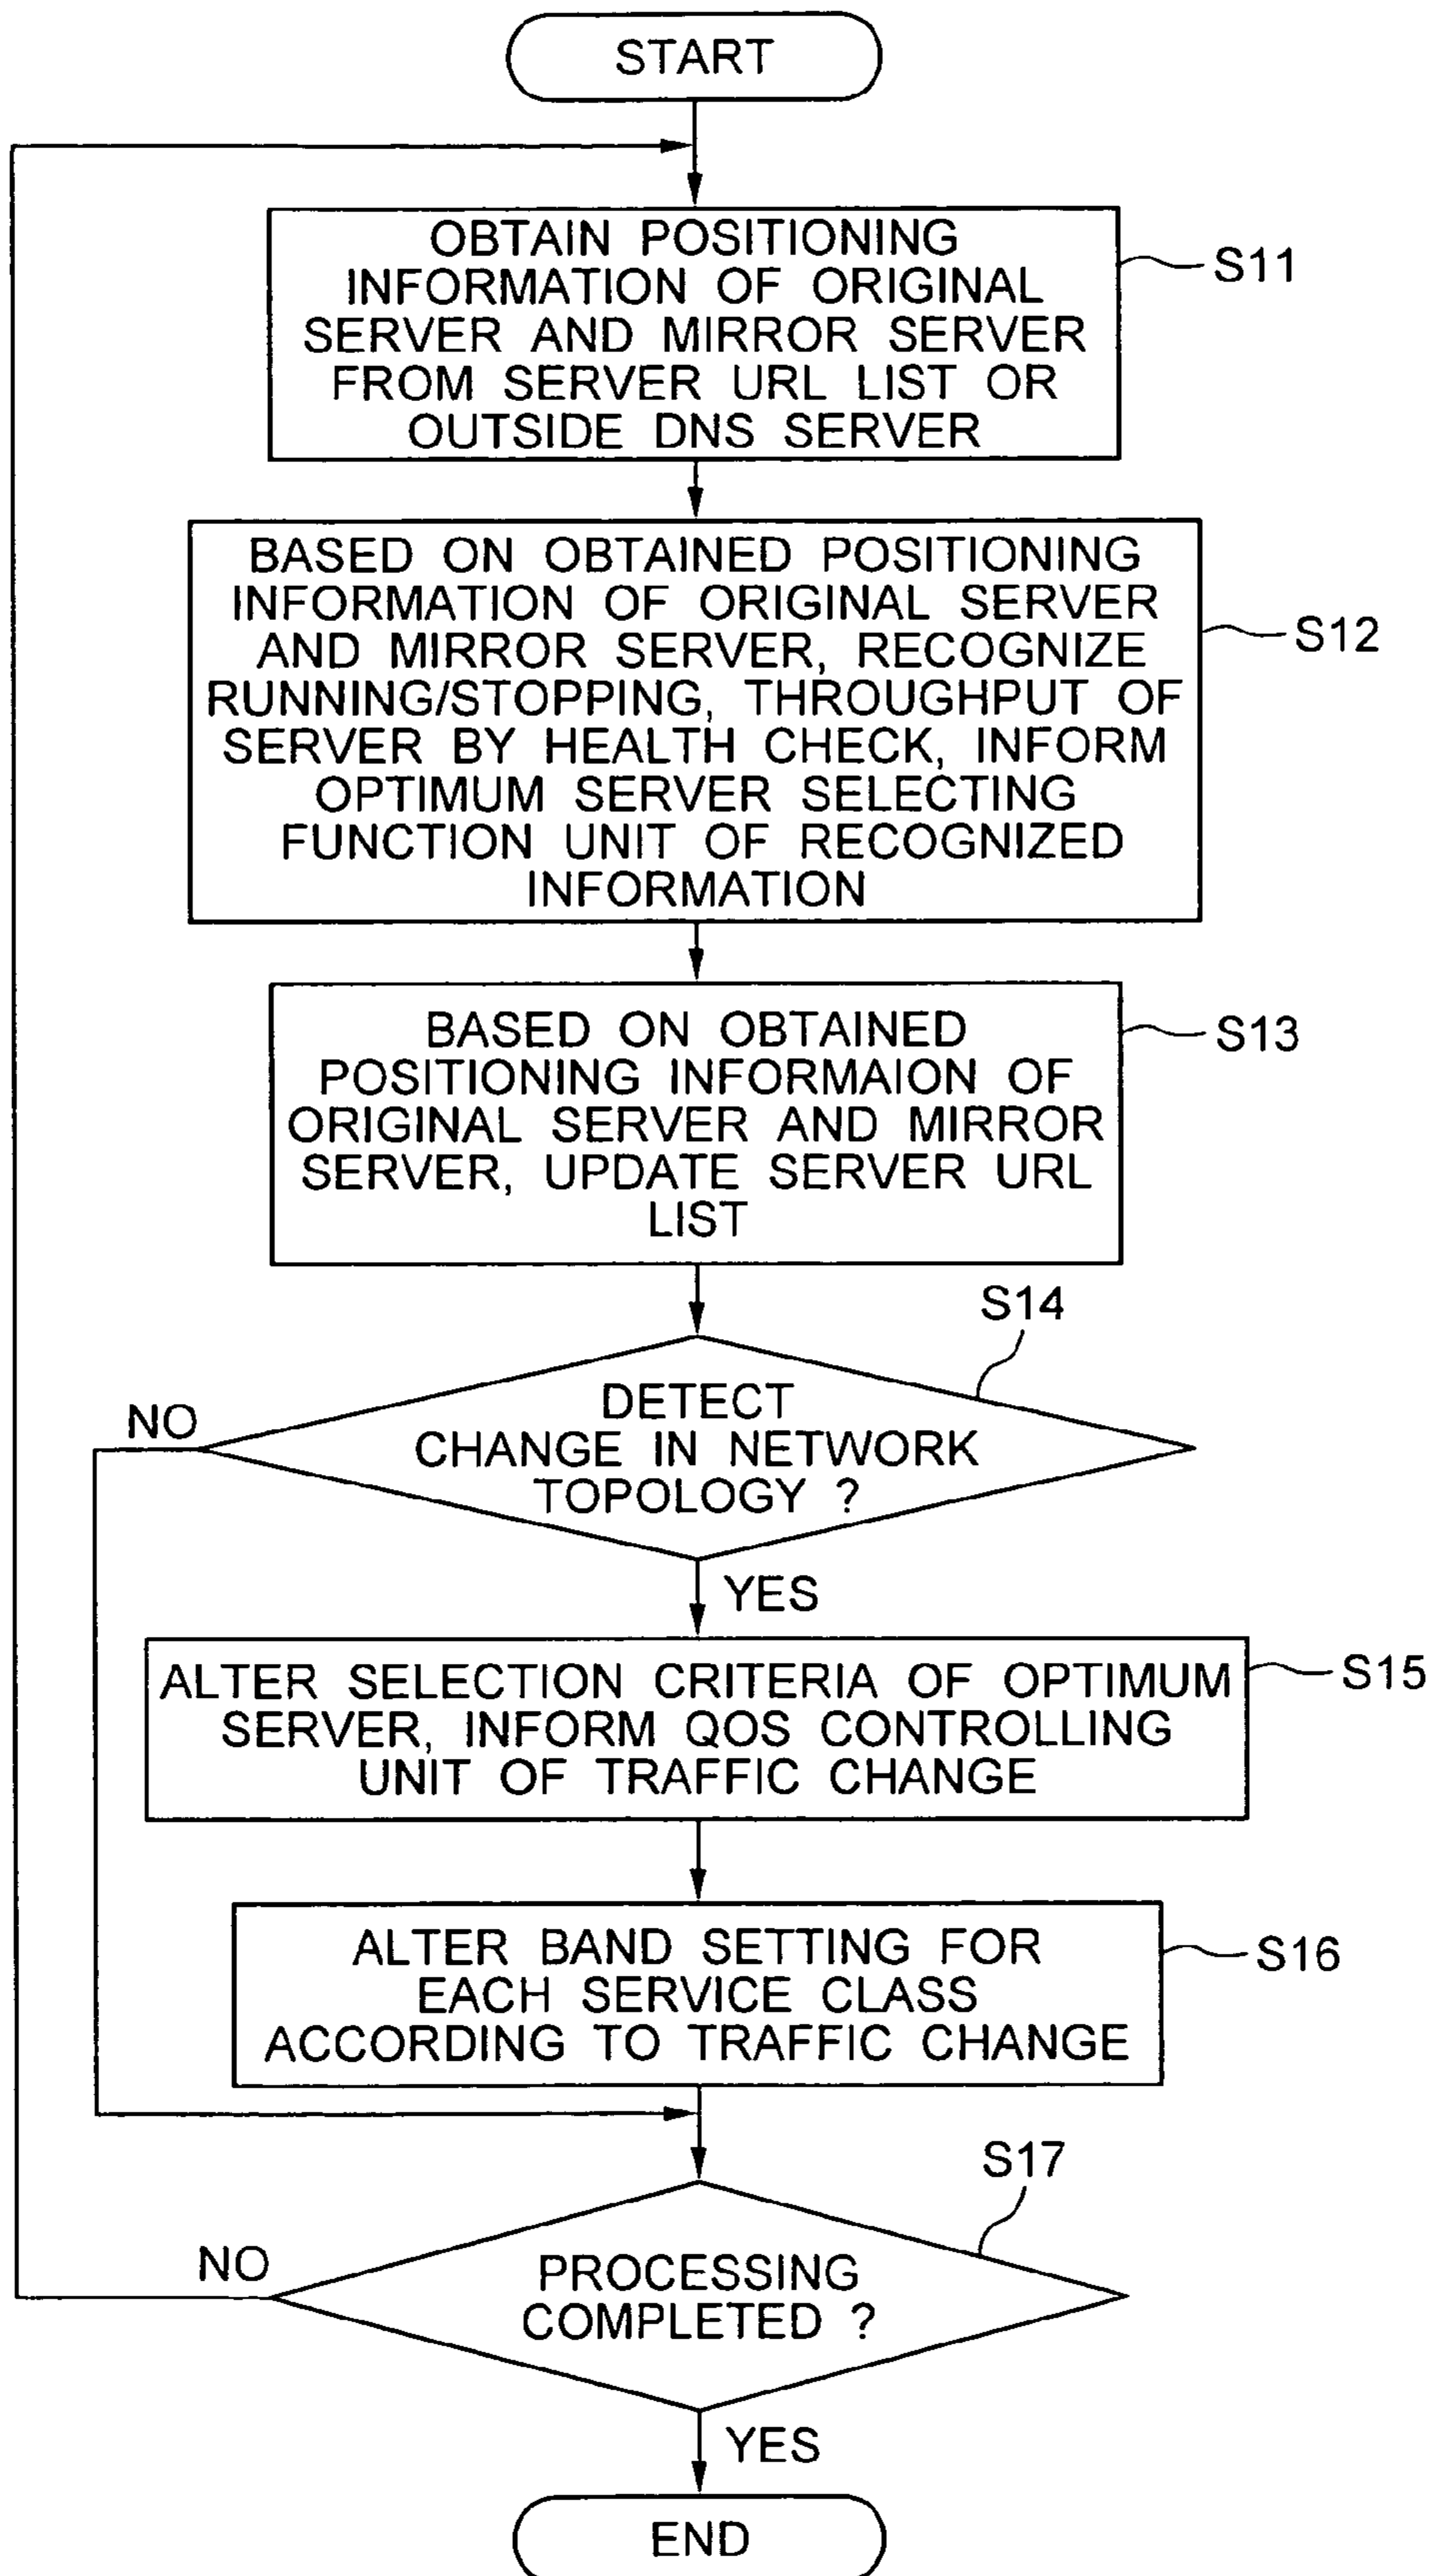 START
OBTAIN POSITIONING
INFORMATION OF ORIGINAL
SERVER AND MIRROR SERVER
FROM SERVER URL LIST OR
OUTSIDE DNS SERVER
S11
BASED ON OBTAINED POSITIONING
INFORMATION OF ORIGINAL SERVER
AND MIRROR SERVER, RECOGNIZE
RUNNING/STOPPING, THROUGHPUT OF
SERVER BY HEALTH CHECK, INFORM
OPTIMUM SERVER SELECTING
FUNCTION UNIT OF RECOGNIZED
INFORMATION
S12
BASED ON OBTAINED
POSITIONING INFORMAION OF
ORIGINAL SERVER AND MIRROR
SERVER, UPDATE SERVER URL
LIST
S13
S14
DETECT
CHANGE IN NETWORK
TOPOLOGY ?
NO
YES
ALTER SELECTION CRITERIA OF OPTIMUM
SERVER, INFORM QOS CONTROLLING
UNIT OF TRAFFIC CHANGE
S15
ALTER BAND SETTING FOR
EACH SERVICE CLASS
ACCORDING TO TRAFFIC CHANGE
S16
S17
PROCESSING
COMPLETED ?
NO
YES
END